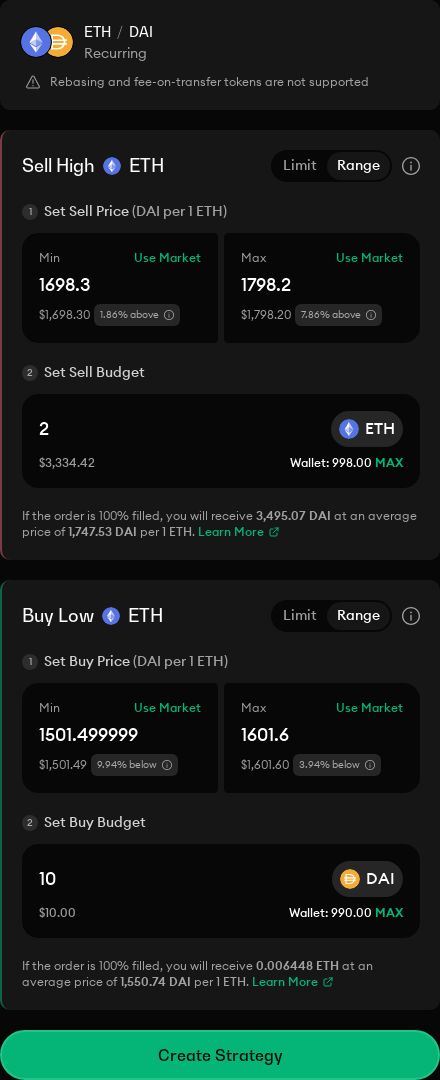 ETH / DAI
Recurring
Rebasing and fee-on-transfer tokens are not supported
Sell High ETH Limit Range
1 Set Sell Price (DAI per 1 ETH)
Min Use Market Max Use Market
1698.3 1798.2
$1,698.30 1.86% above $1,798.20 7.86% above
2 Set Sell Budget
2 ETH
$3,334.42 Wallet: 998.00 MAX
If the order is 100% filled, you will receive 3,495.07 DAI at an average
price of 1,747.53 DAI per 1 ETH. Learn More
Buy Low ETH Limit Range
1 Set Buy Price (DAI per 1 ETH)
Min Use Market Max Use Market
1501.499999 1601.6
$1,501.49 9.94% below $1,601.60 3.94% below
2 Set Buy Budget
10 DAI
$10.00 Wallet: 990.00 MAX
If the order is 100% filled, you will receive 0.006448 ETH at an
average price of 1,550.74 DAI per 1 ETH. Learn More
Create Strategy